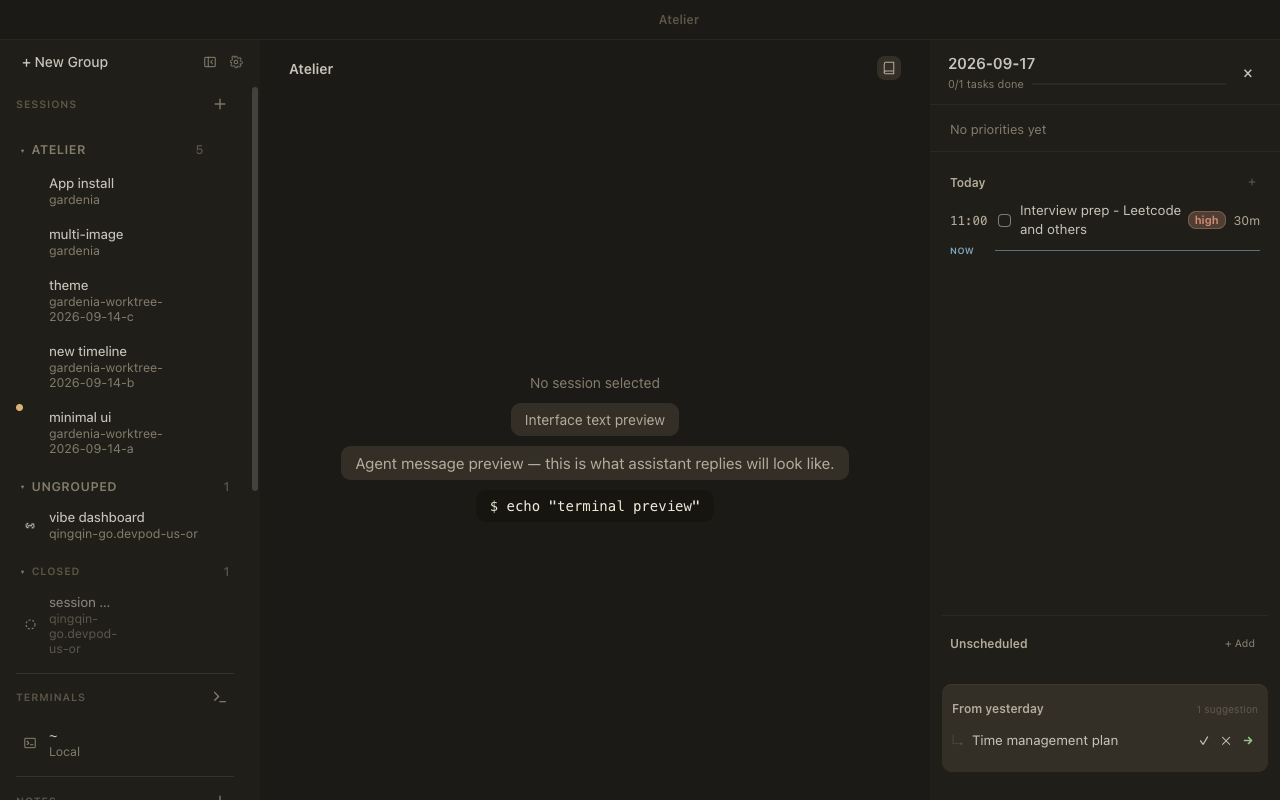 Atelier
+ New Group
SESSIONS
ATELIER 5
App install
gardenia
multi-image
gardenia
theme
gardenia-worktree-
2026-09-14-c
new timeline
gardenia-worktree-
2026-09-14-b
minimal ui
gardenia-worktree-
2026-09-14-a
UNGROUPED 1
vibe dashboard
qingqin-go.devpod-us-or
CLOSED 1
session ...
qingqin-
go.devpod-
us-or
TERMINALS
~
Local
NOTES
Atelier
No session selected
Interface text preview
Agent message preview — this is what assistant replies will look like.
$ echo "terminal preview"
2026-09-17
0/1 tasks done
No priorities yet
Today +
11:00 Interview prep - Leetcode and others high 30m
NOW
Unscheduled + Add
From yesterday 1 suggestion
Time management plan